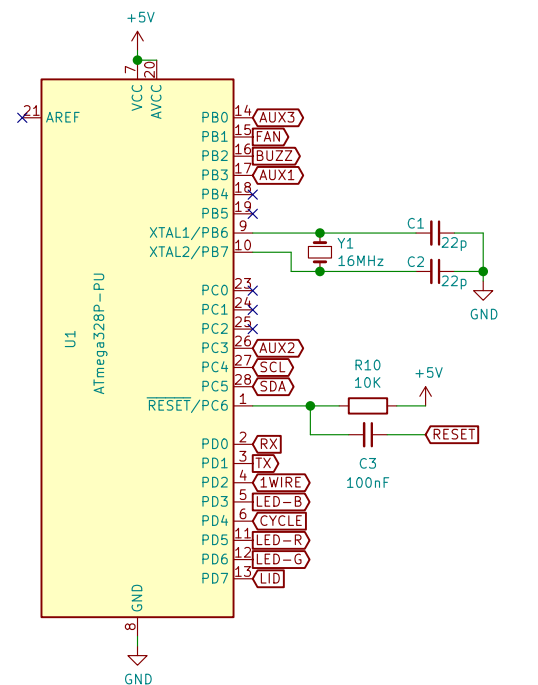 +5V
7
20
VCC
AVCC
21
AREF
PB0
14
AUX3
PB1
15
FAN
PB2
16
BUZZ
PB3
17
AUX1
PB4
18
PB5
19
XTAL1/PB6
9
XTAL2/PB7
10
C1
22p
Y1
16MHz
C2
22p
GND
PC0
23
PC1
24
PC2
25
PC3
26
AUX2
PC4
27
SCL
PC5
28
SDA
RESET/PC6
1
R10
10K
+5V
RESET
C3
100nF
U1
ATmega328P-PU
PD0
2
RX
PD1
3
TX
PD2
4
1WIRE
PD3
5
LED-B
PD4
6
CYCLE
PD5
11
LED-R
PD6
12
LED-G
PD7
13
LID
GND
8
GND